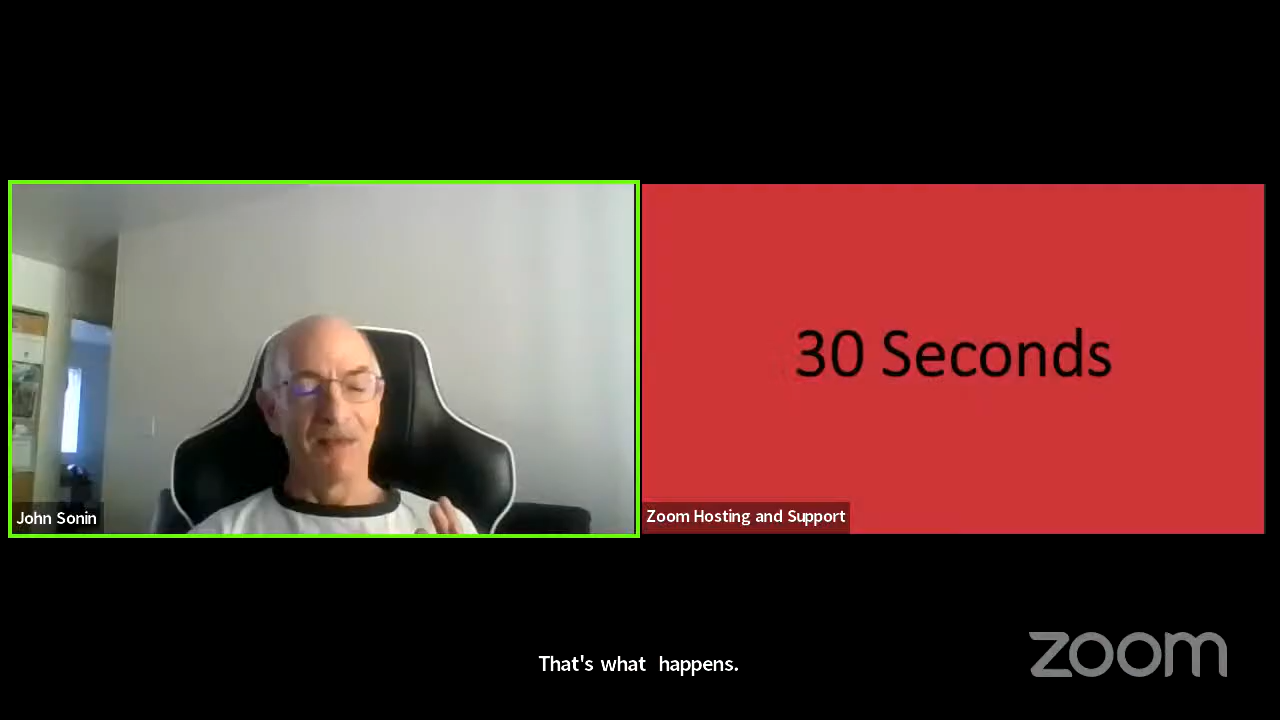 30 Seconds
John Sonin
Zoom Hosting and Support
That's what happens.
zoom